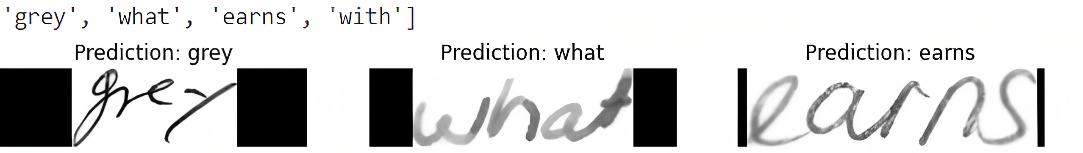 'grey', 'what', 'earns', 'with']
Prediction: grey Prediction: what Prediction: earns
grey what earns